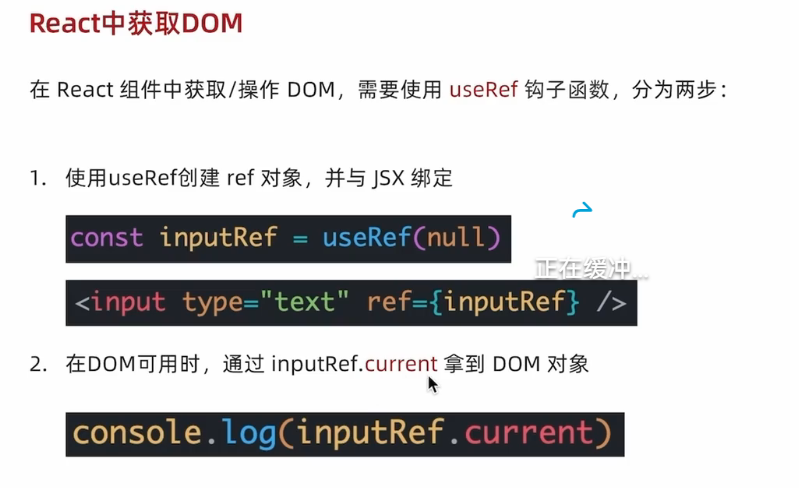 React中获取DOM
在 React 组件中获取/操作 DOM，需要使用 useRef 钩子函数，分为两步：
1. 使用useRef创建 ref 对象，并与 JSX 绑定
const inputRef = useRef(null)
正在缓冲...
<input type="text" ref={inputRef} />
2. 在DOM可用时，通过 inputRef.current 拿到 DOM 对象
console.log(inputRef.current)